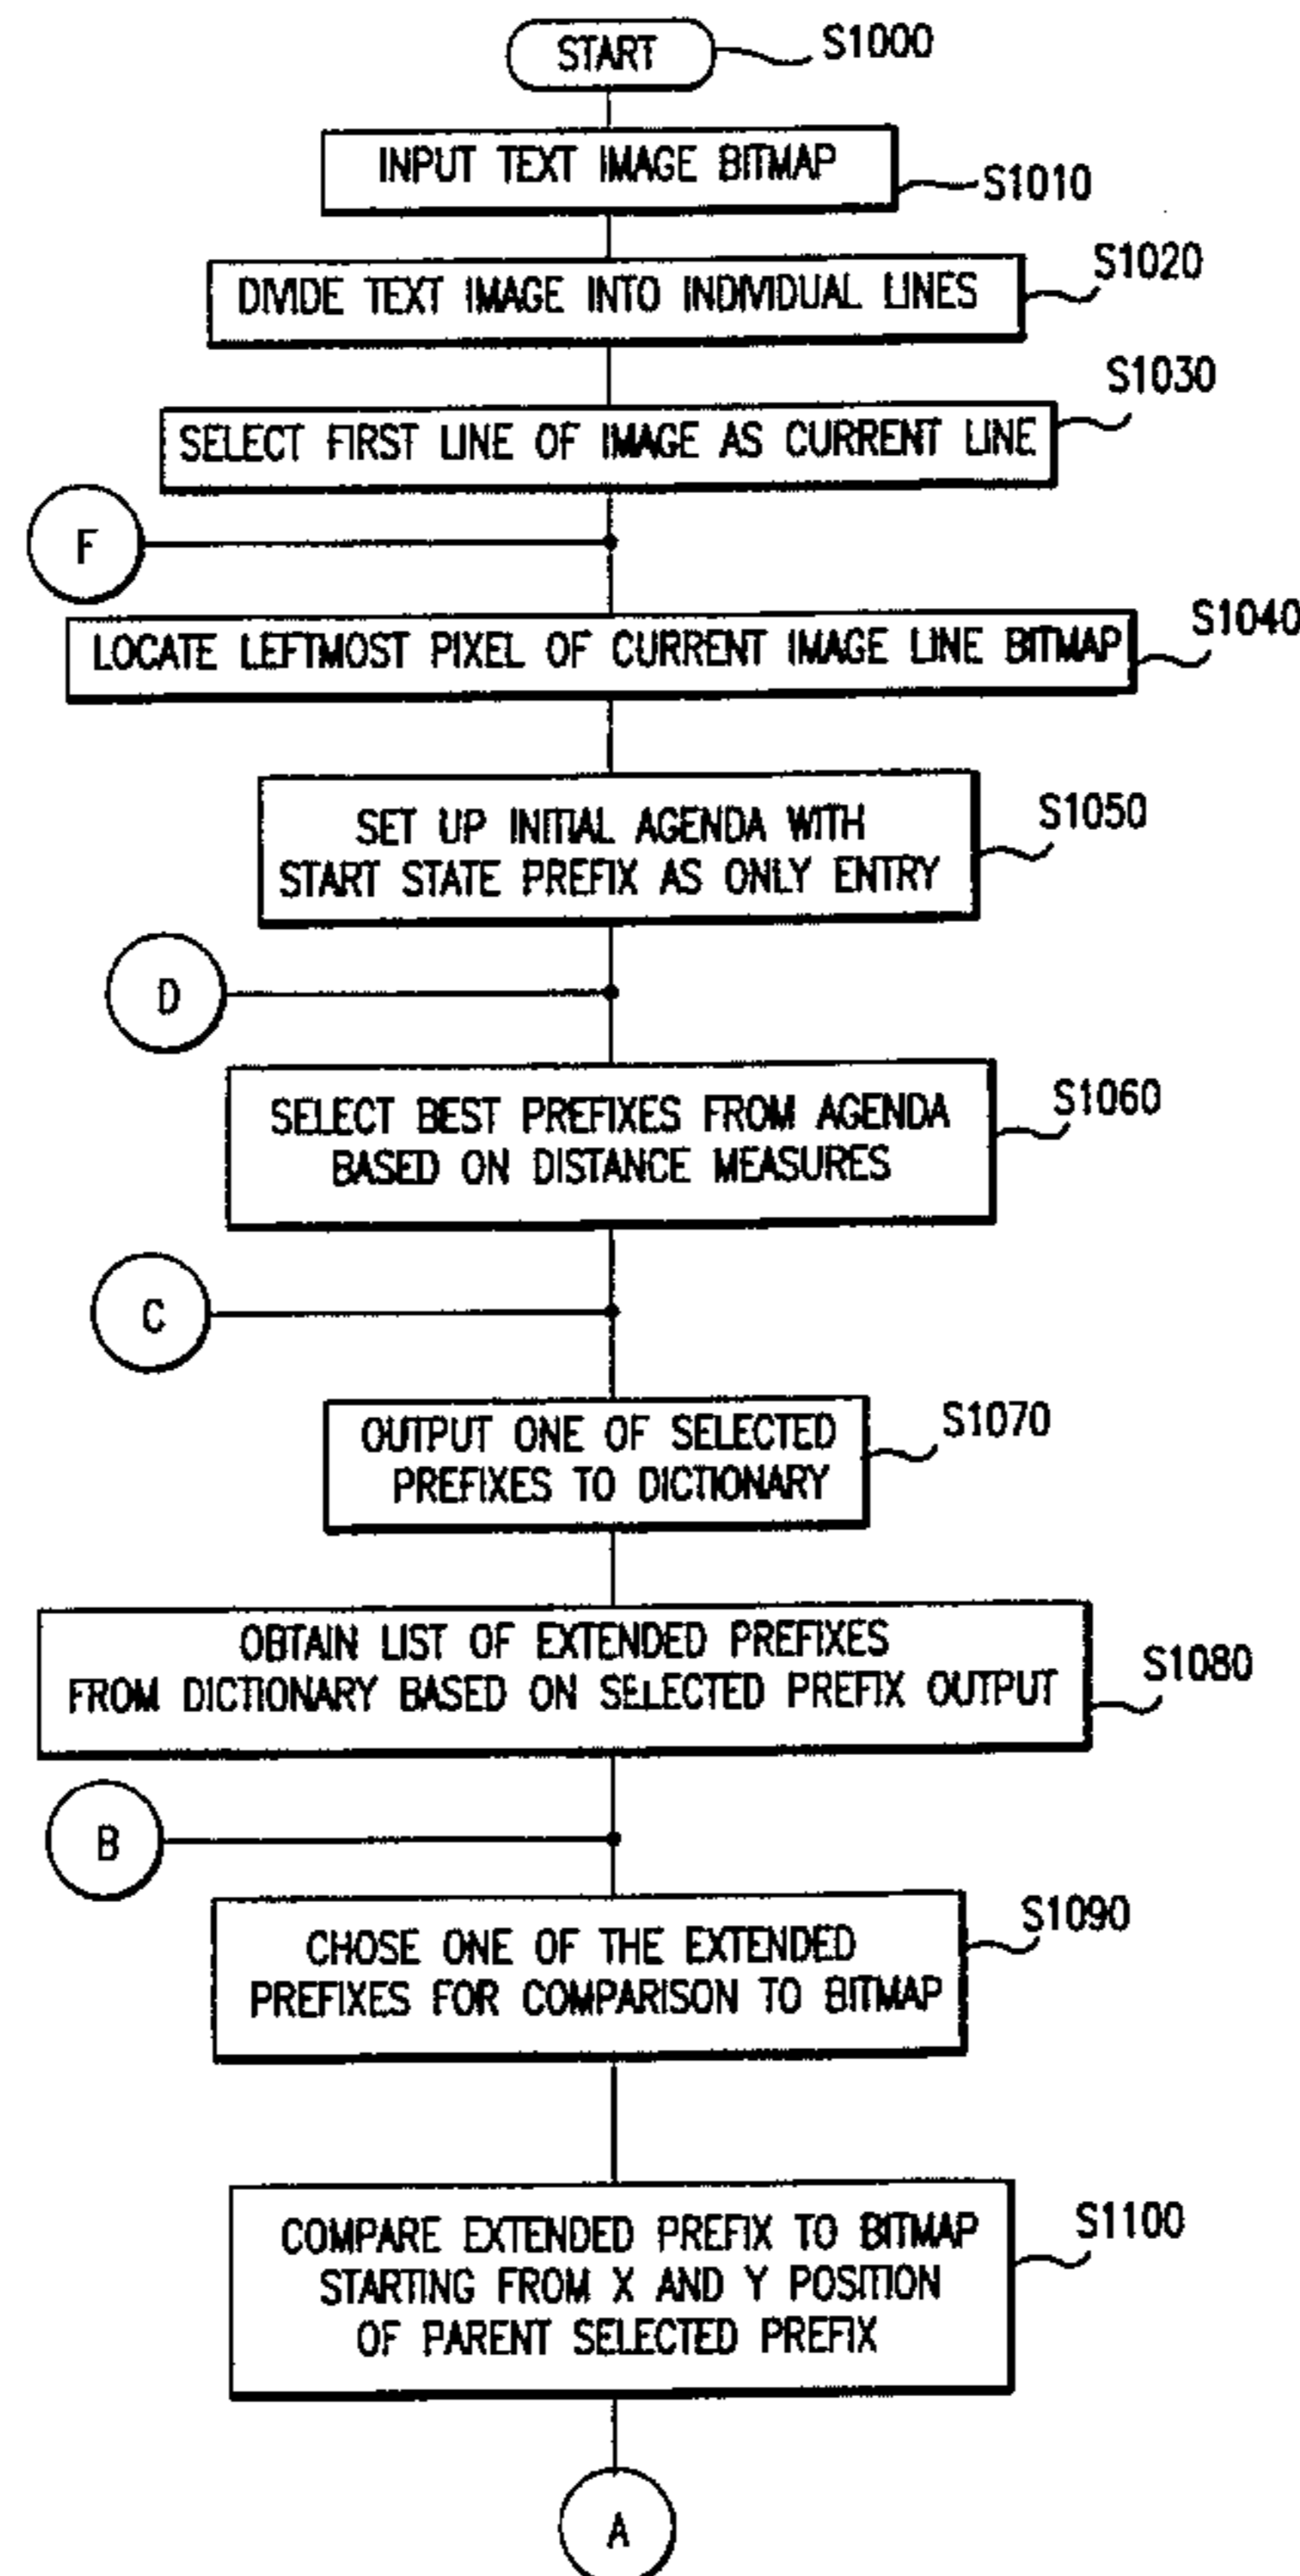 START
S1000
INPUT TEXT IMAGE BITMAP
S1010
DIVIDE TEXT IMAGE INTO INDIVIDUAL LINES
S1020
SELECT FIRST LINE OF IMAGE AS CURRENT LINE
S1030
F
LOCATE LEFTMOST PIXEL OF CURRENT IMAGE LINE BITMAP
S1040
SET UP INITIAL AGENDA WITH
START STATE PREFIX AS ONLY ENTRY
S1050
D
SELECT BEST PREFIXES FROM AGENDA
BASED ON DISTANCE MEASURES
S1060
C
OUTPUT ONE OF SELECTED
PREFIXES TO DICTIONARY
S1070
OBTAIN LIST OF EXTENDED PREFIXES
FROM DICTIONARY BASED ON SELECTED PREFIX OUTPUT
S1080
B
CHOSE ONE OF THE EXTENDED
PREFIXES FOR COMPARISON TO BITMAP
S1090
COMPARE EXTENDED PREFIX TO BITMAP
STARTING FROM X AND Y POSITION
OF PARENT SELECTED PREFIX
S1100
A